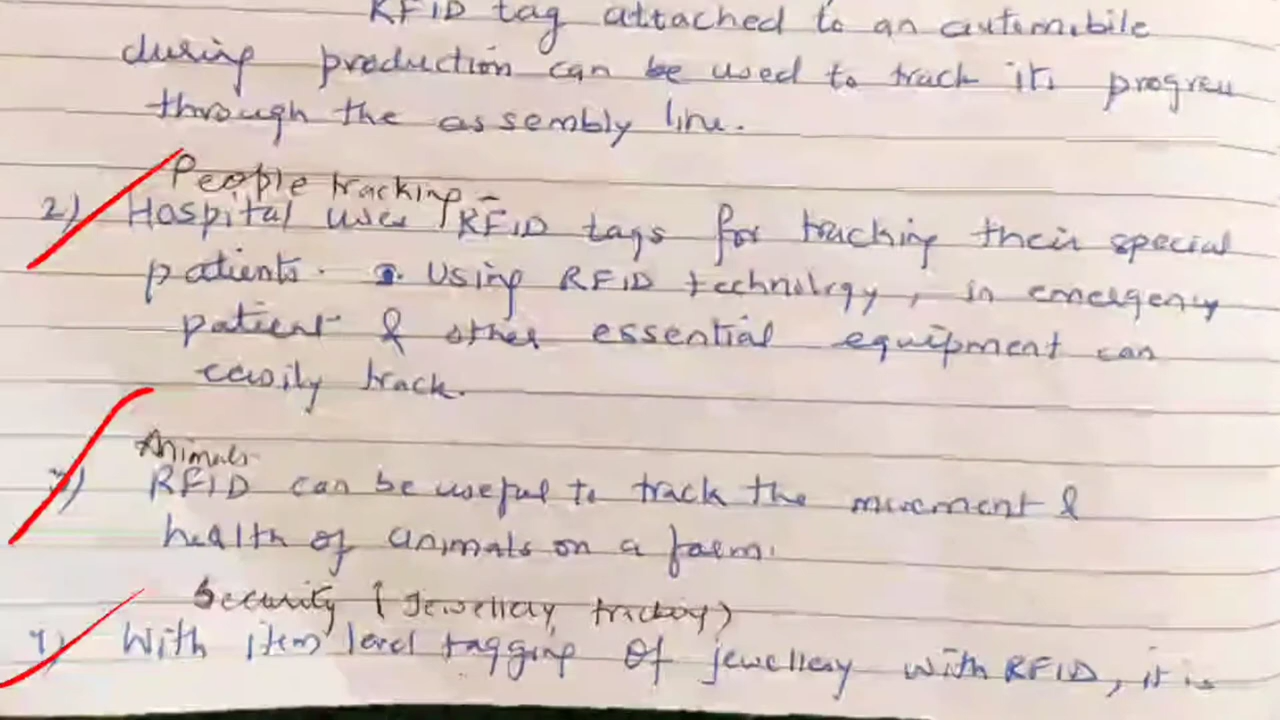 RFID tag attached to an automobile
during production can be used to track its progress
through the assembly line.
People tracking
2) Hospital uses RFID tags for tracking their special
patients. Using RFID technology, in emergency
patient & other essential equipment can
easily track.
Animals
3) RFID can be useful to track the movement &
health of animals on a farm.
Security (Jewellery tracking)
4) With item level tagging of jewellery with RFID, it is